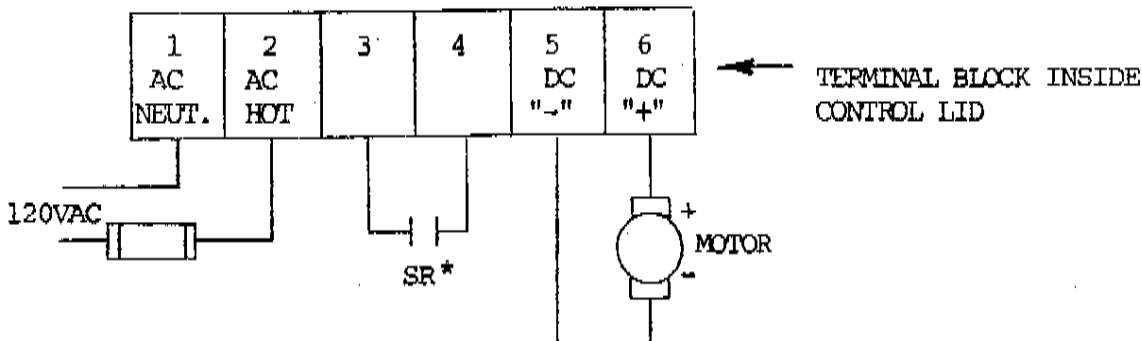 1 2 3 4 5 6
AC AC DC DC
NEUT. HOT "-" "+"
TERMINAL BLOCK INSIDE
CONTROL LID
120VAC
SR*
+
MOTOR
-